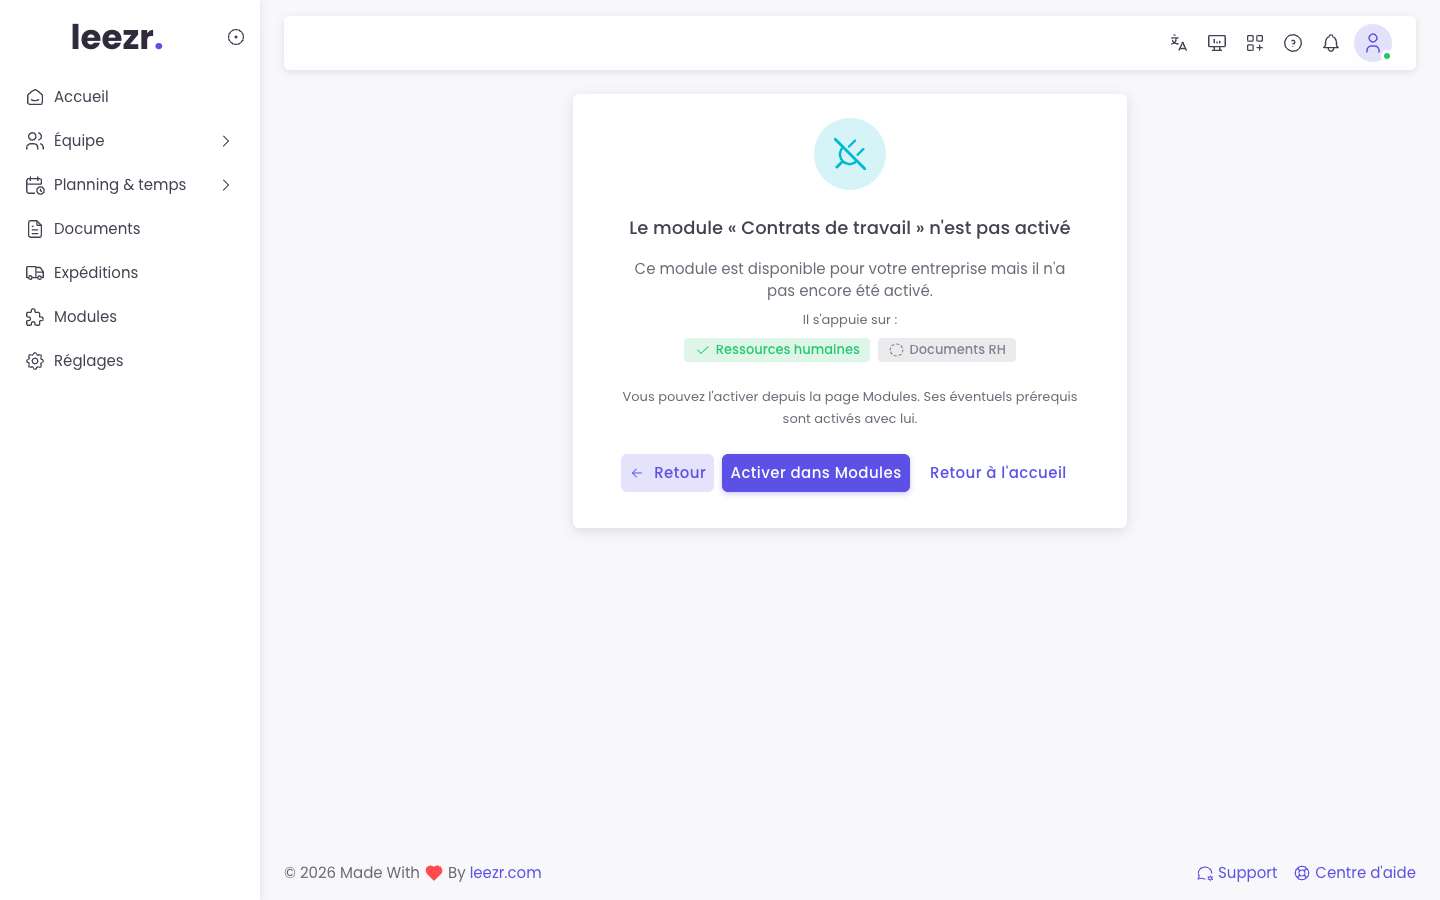 leezr.
Accueil
Équipe
Planning & temps
Documents
Expéditions
Modules
Réglages
Le module « Contrats de travail » n'est pas activé
Ce module est disponible pour votre entreprise mais il n'a
pas encore été activé.
Il s'appuie sur :
Ressources humaines
Documents RH
Vous pouvez l'activer depuis la page Modules. Ses éventuels prérequis
sont activés avec lui.
Retour
Activer dans Modules
Retour à l'accueil
© 2026 Made With By leezr.com
Support
Centre d'aide